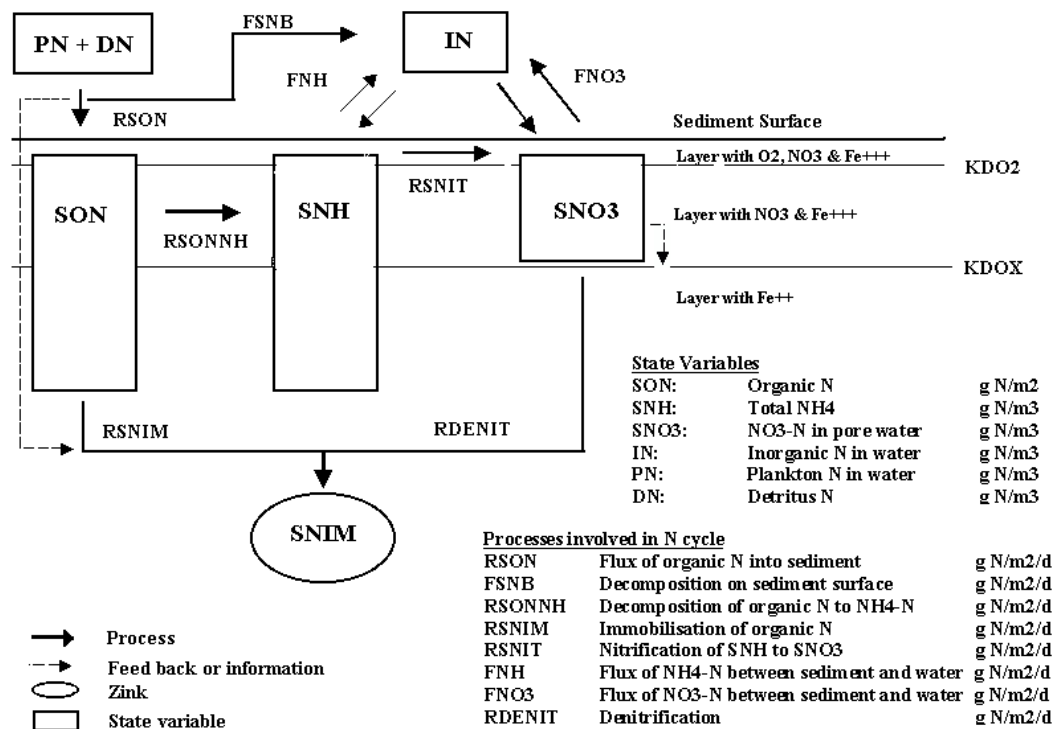 FSNB
PN + DN
IN
FNH
FNO3
RSON
Sediment Surface
Layer with O2, NO3 & Fe+++
KDO2
RSNIT
SON
SNH
SNO3
Layer with NO3 & Fe+++
RSONNH
KDOX
Layer with Fe++
RSNIM
RDENIT
SNIM
State Variables
SON: Organic N g N/m2
SNH: Total NH4 g N/m3
SNO3: NO3-N in pore water g N/m3
IN: Inorganic N in water g N/m3
PN: Plankton N in water g N/m3
DN: Detritus N g N/m3
Processes involved in N cycle
RSON Flux of organic N into sediment g N/m2/d
FSNB Decomposition on sediment surface g N/m2/d
RSONNH Decomposition of organic N to NH4-N g N/m2/d
RSNIM Immobilisation of organic N g N/m2/d
RSNIT Nitrification of SNH to SNO3 g N/m2/d
FNH Flux of NH4-N between sediment and water g N/m2/d
FNO3 Flux of NO3-N between sediment and water g N/m2/d
RDENIT Denitrification g N/m2/d
Process
Feed back or information
Zink
State variable